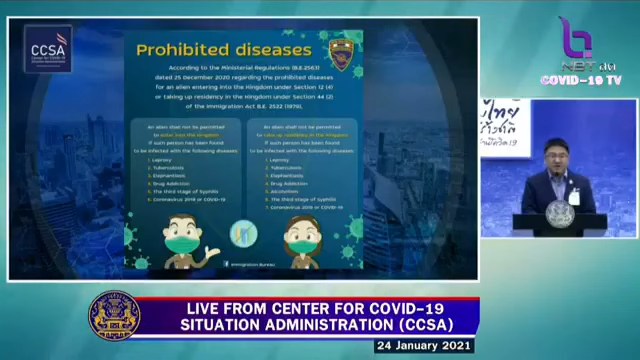 CCSA
Center for COVID-19
Situation Administration
Prohibited diseases
According to the Ministerial Regulations (B.E.2563)
dated 25 December 2020 regarding the prohibited diseases
for an alien entering into the Kingdom under Section 12 (4)
or taking up residency in the Kingdom under Section 44 (2)
of the Immigration Act B.E. 2522 (1979).
An alien shall not be permitted
to enter into the Kingdom
if such person has been found
to be infected with the following diseases
1 Leprosy
2 Tuberculosis
3 Elephantiasis
4 Drug Addiction
5 The third stage of Syphilis
6 Coronavirus 2019 or COVID-19
An alien shall not be permitted
to take up residency in the Kingdom
if such person has been found
to be infected with the following diseases
1 Leprosy
2 Tuberculosis
3 Elephantiasis
4 Drug Addiction
5 Alcoholism
6 The third stage of Syphilis
7 Coronavirus 2019 or COVID-19
Immigration Bureau
NBT สด
COVID-19 TV
LIVE FROM CENTER FOR COVID-19
SITUATION ADMINISTRATION (CCSA)
24 January 2021